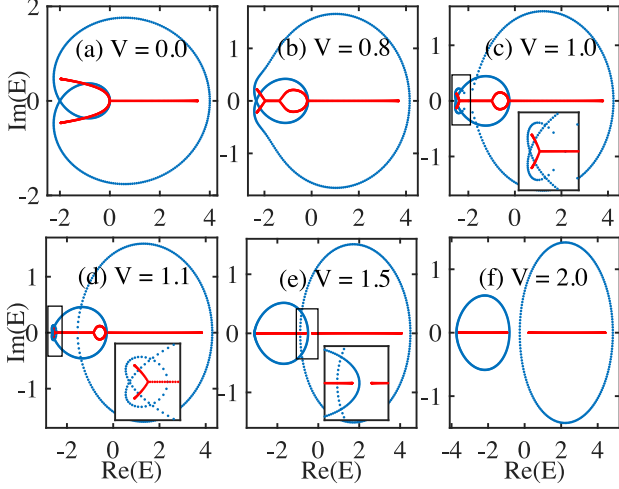 (a) V = 0.0
(b) V = 0.8
(c) V = 1.0
Im(E)
2
0
-2
-2 0 2 4
1
0
-1
-2 0 2 4
1
0
-1
-2 0 2 4
(d) V = 1.1
(e) V = 1.5
(f) V = 2.0
Im(E)
1
0
-1
-2 0 2 4
Re(E)
1
0
-1
-2 0 2 4
Re(E)
1
0
-1
-4 -2 0 2 4
Re(E)